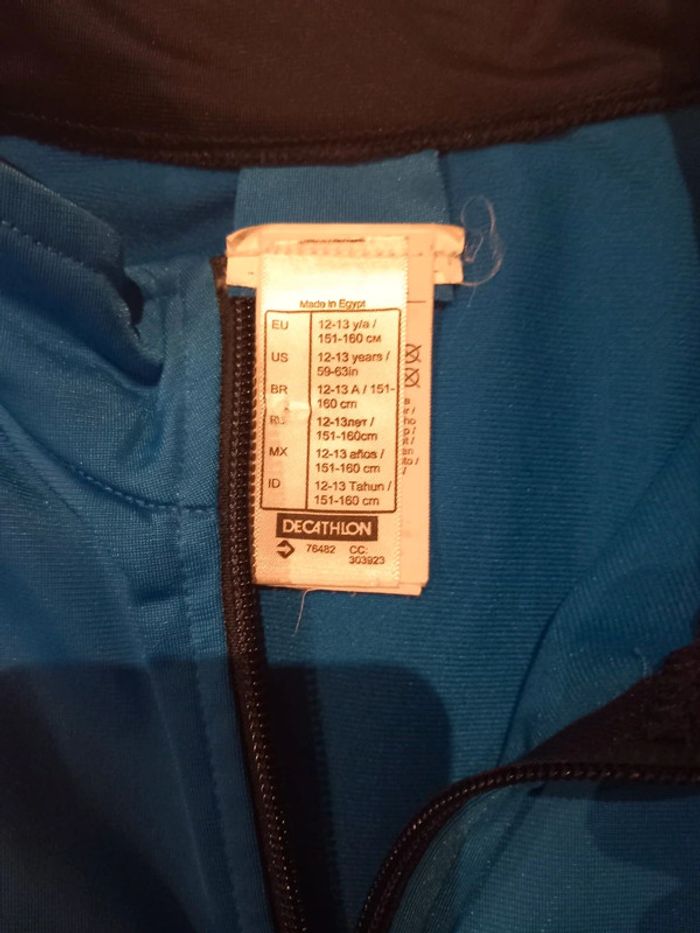 Made in Egypt
EU 12-13 y/a /
151-160 см
US 12-13 years /
59-63in
BR 12-13 A / 151-
160 cm
RU 12-13лет /
151-160cm
MX 12-13 años /
151-160 cm
ID 12-13 Tahun /
151-160 cm
DECATHLON
76482 CC:
303923